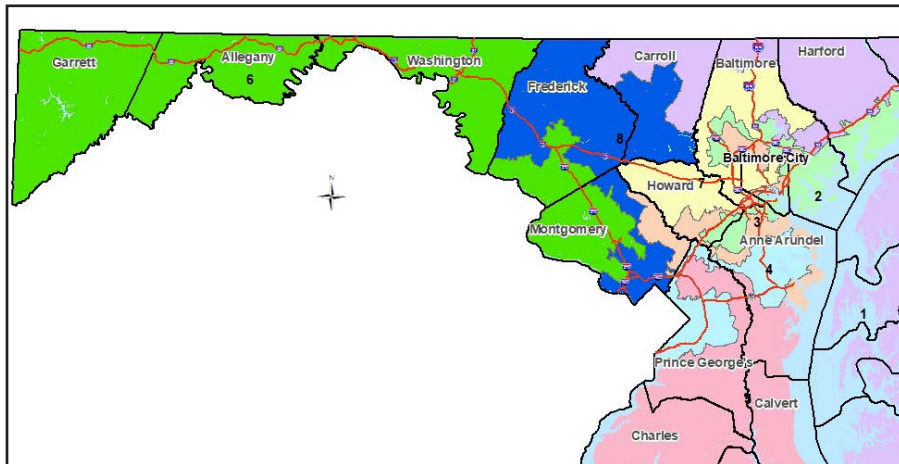 Garrett
Allegany
6
Washington
Frederick
Carroll
Baltimore
Harford
8
Baltimore City
Howard
7
2
Montgomery
3
Anne Arundel
4
N
1
Prince George's
5
Calvert
Charles